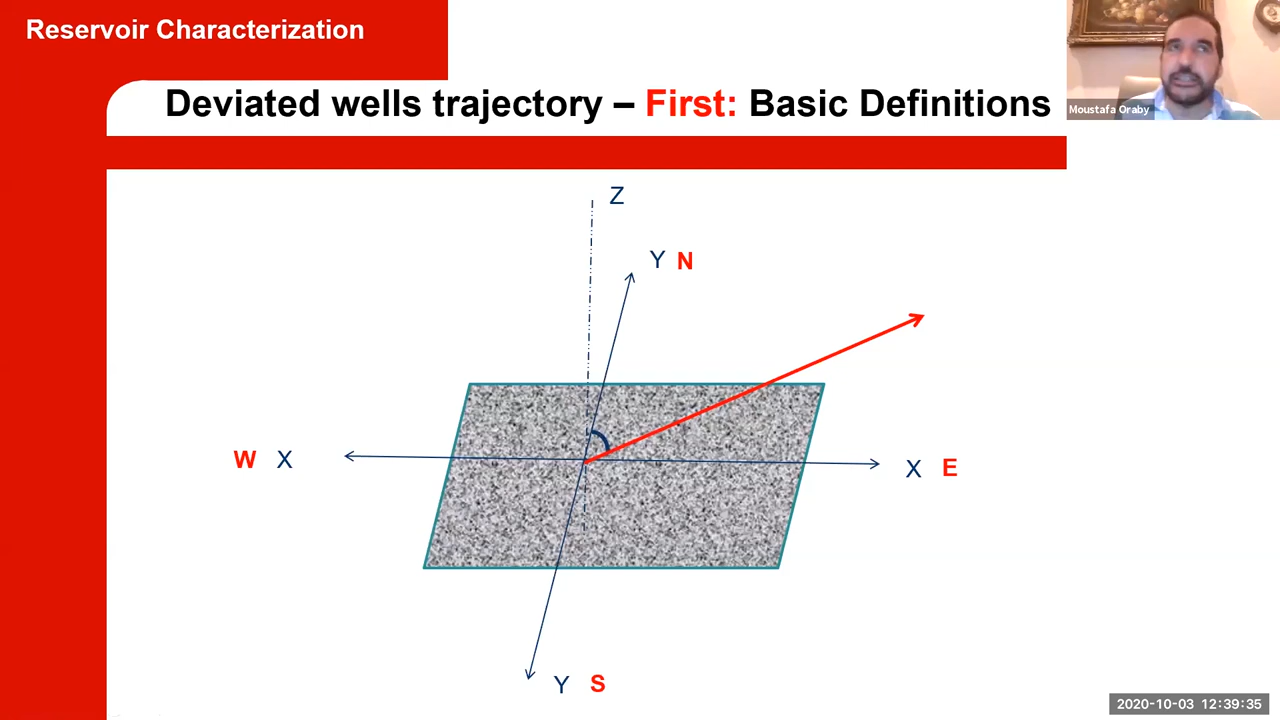 Reservoir Characterization
Deviated wells trajectory – First: Basic Definitions
Moustafa Oraby
Z
Y N
W X
X E
Y S
2020-10-03 12:39:35